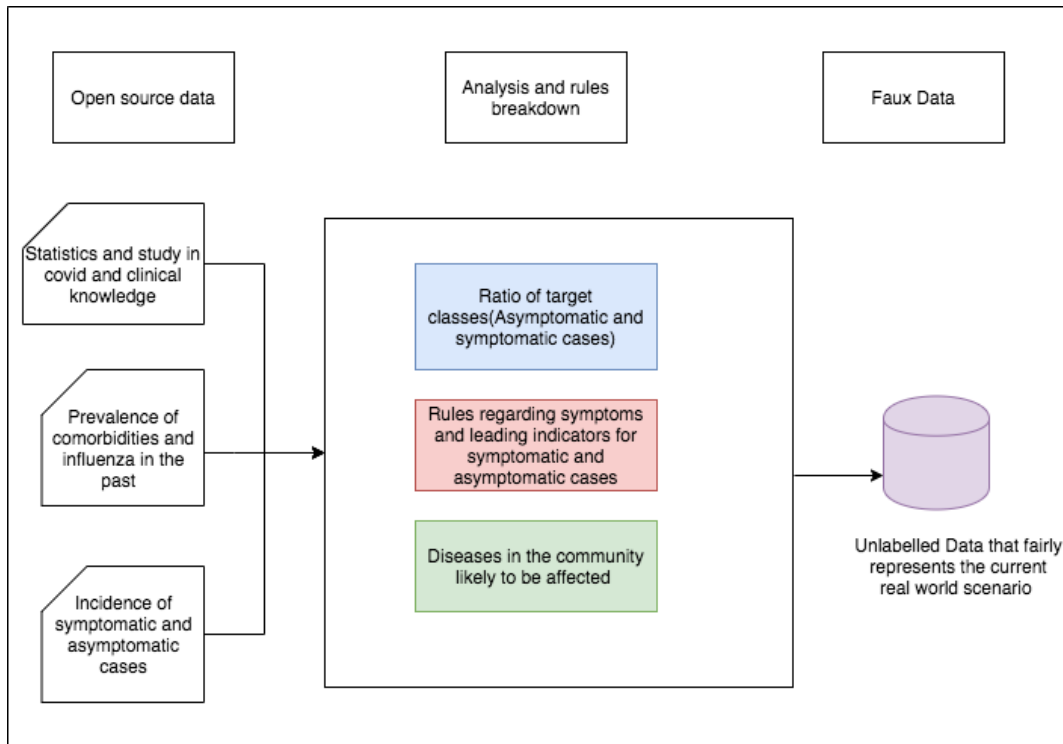 Open source data
Analysis and rules
breakdown
Faux Data
Statistics and study in
covid and clinical
knowledge
Prevalence of
comorbidities and
influenza in the
past
Incidence of
symptomatic and
asymptomatic
cases
Ratio of target
classes(Asymptomatic and
symptomatic cases)
Rules regarding symptoms
and leading indicators for
symptomatic and
asymptomatic cases
Diseases in the community
likely to be affected
Unlabelled Data that fairly
represents the current
real world scenario